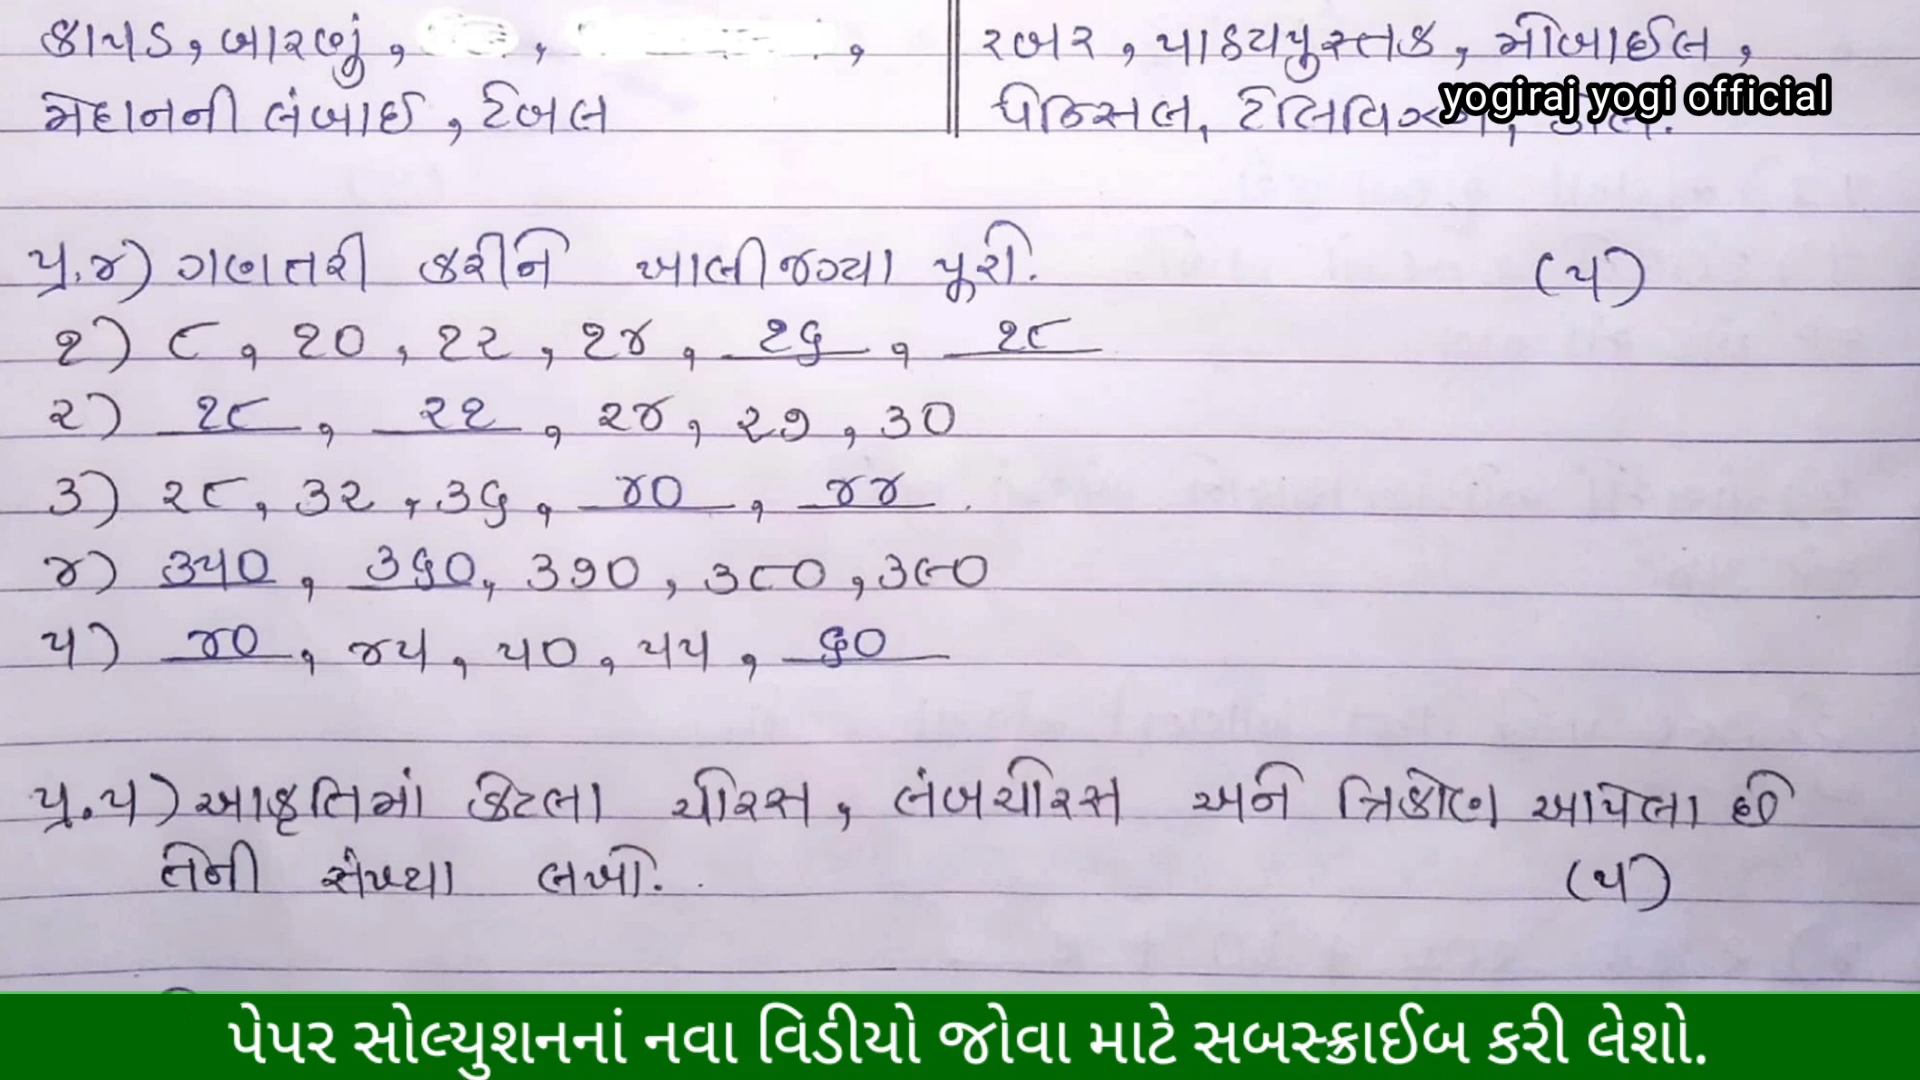 કાપડ, બારણું, , ,
મેદાનની લંબાઈ, ટેબલ
રબર, પાઠ્યપુસ્તક, મોબાઈલ,
yogiraj yogi official
પેન્સિલ, ટેલિવિઝન,
પ્ર.૪) ગણતરી કરીને ખાલીજગ્યા પૂરો. (૫)
૧) ૮, ૧૦, ૧૨, ૧૪, ૧૬, ૧૮
૨) ૧૮, ૨૧, ૨૪, ૨૭, ૩૦
૩) ૨૮, ૩૨, ૩૬, ૪૦, ૪૪.
૪) ૩૫૦, ૩૬૦, ૩૭૦, ૩૮૦, ૩૯૦
૫) ૪૦, ૪૫, ૫૦, ૫૫, ૬૦
પ્ર.૫) આકૃતિમાં કેટલા ચોરસ, લંબચોરસ અને ત્રિકોણ આપેલા છે
તેની સંખ્યા લખો. (૫)
પેપર સોલ્યુશનનાં નવા વિડીયો જોવા માટે સબસ્ક્રાઈબ કરી લેશો.